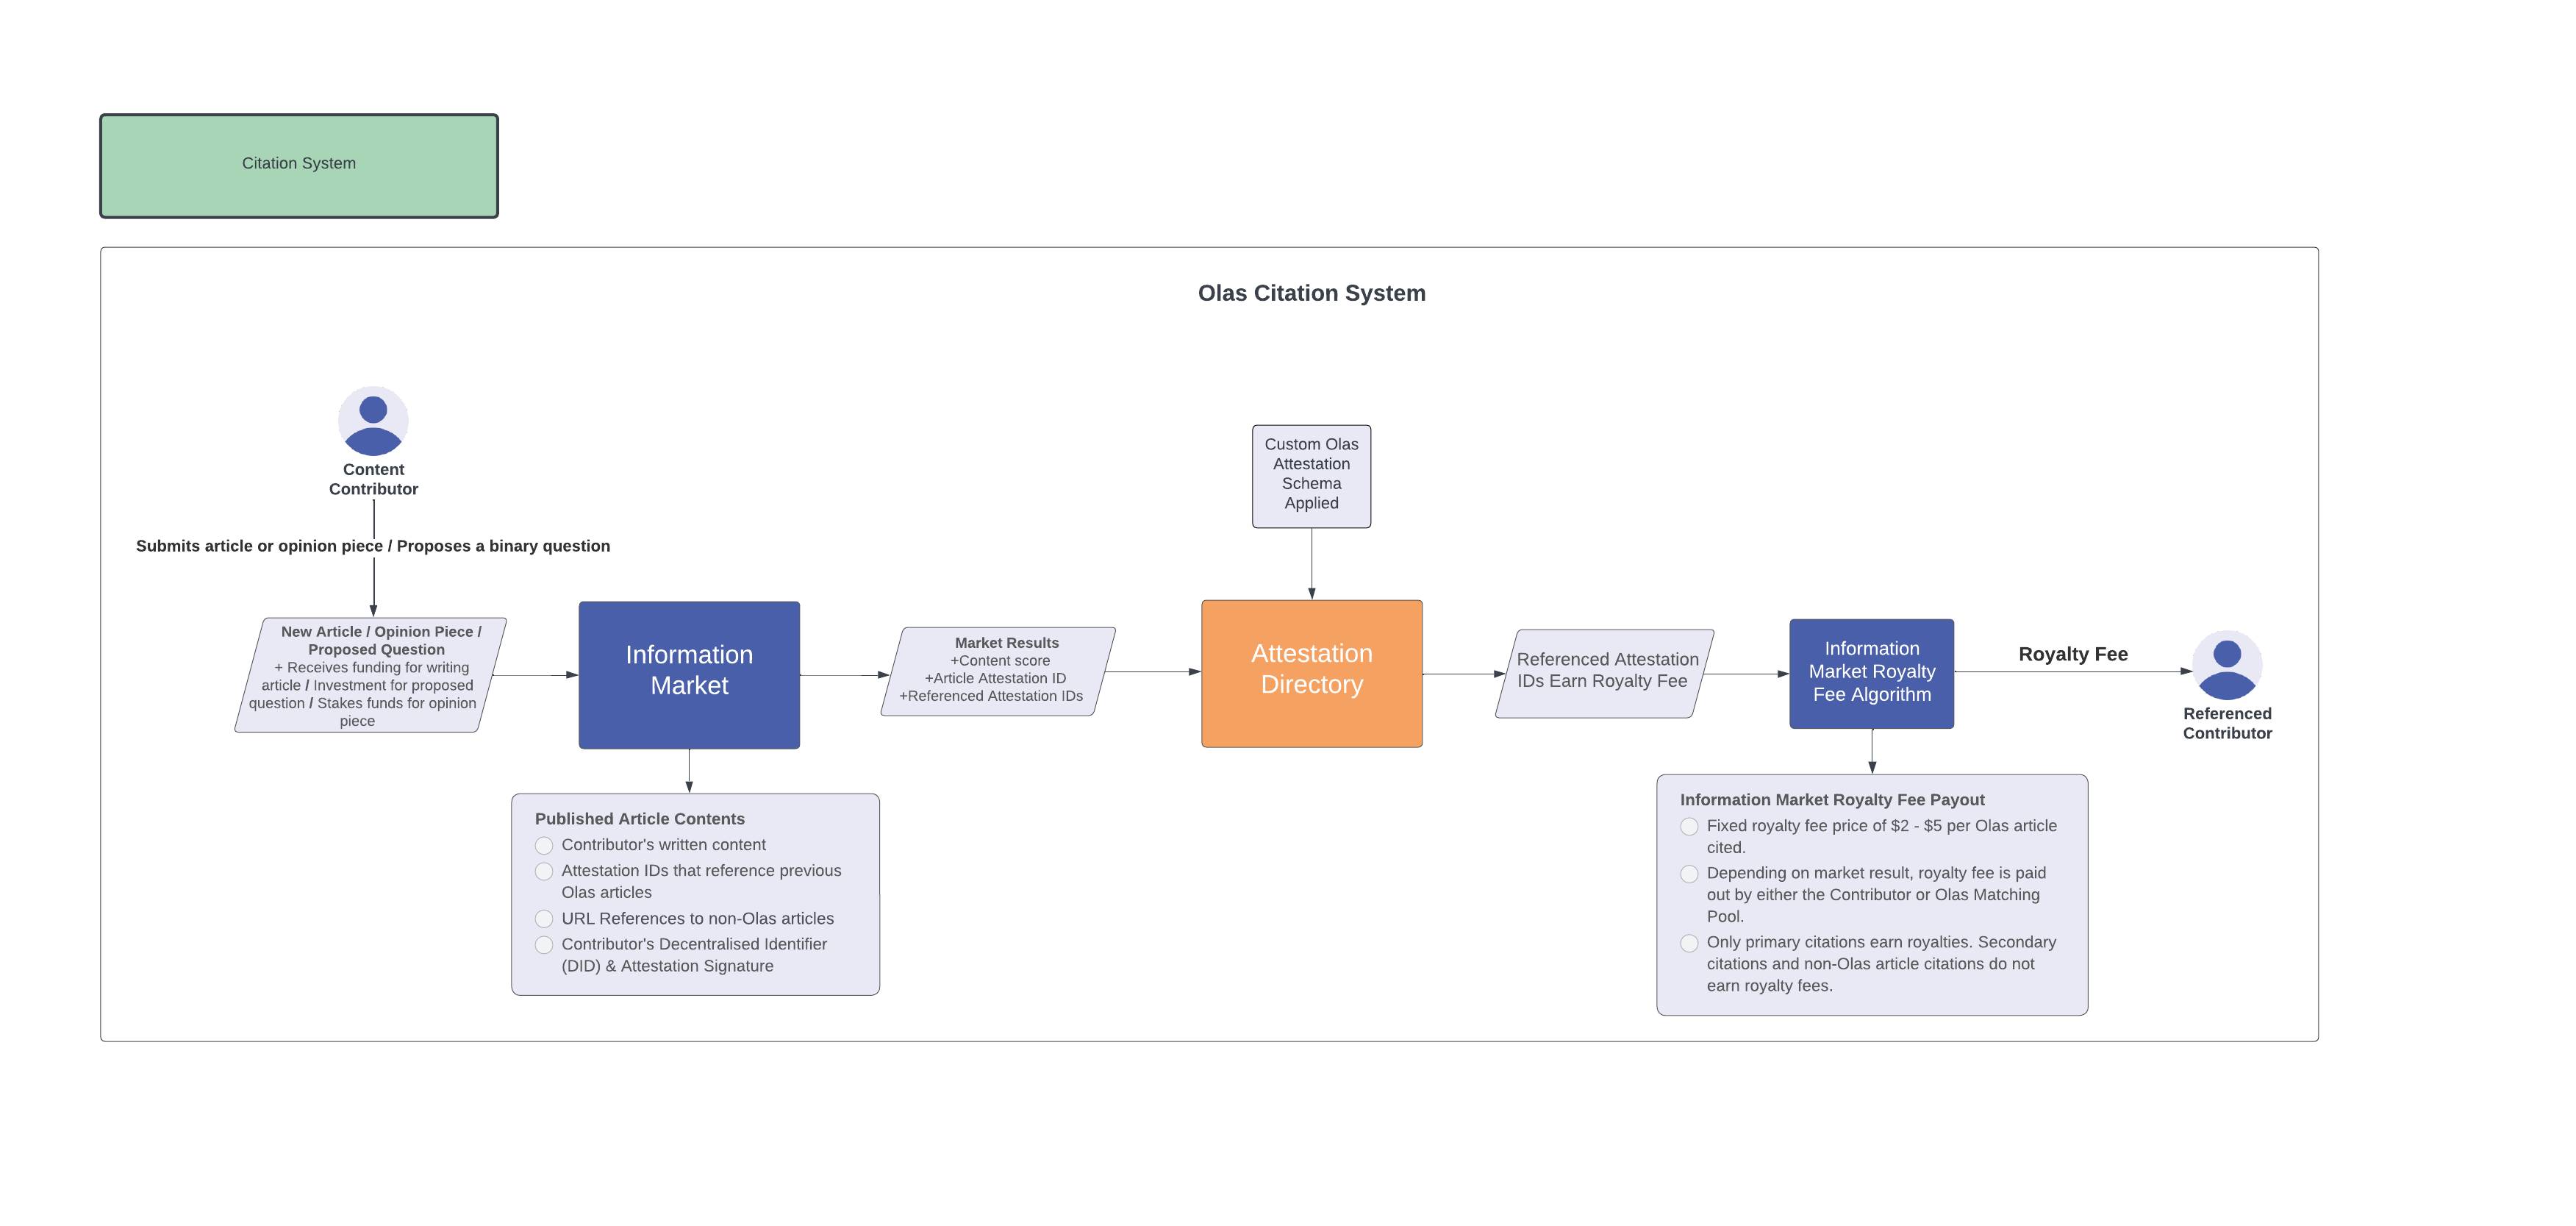 Citation System
Olas Citation System
Content
Contributor
Submits article or opinion piece / Proposes a binary question
New Article / Opinion Piece /
Proposed Question
+ Receives funding for writing
article / Investment for proposed
question / Stakes funds for opinion
piece
Information
Market
Published Article Contents
Contributor's written content
Attestation IDs that reference previous
Olas articles
URL References to non-Olas articles
Contributor's Decentralised Identifier
(DID) & Attestation Signature
Market Results
+Content score
+Article Attestation ID
+Referenced Attestation IDs
Custom Olas
Attestation
Schema
Applied
Attestation
Directory
Referenced Attestation
IDs Earn Royalty Fee
Information
Market Royalty
Fee Algorithm
Royalty Fee
Referenced
Contributor
Information Market Royalty Fee Payout
Fixed royalty fee price of $2 - $5 per Olas article
cited.
Depending on market result, royalty fee is paid
out by either the Contributor or Olas Matching
Pool.
Only primary citations earn royalties. Secondary
citations and non-Olas article citations do not
earn royalty fees.